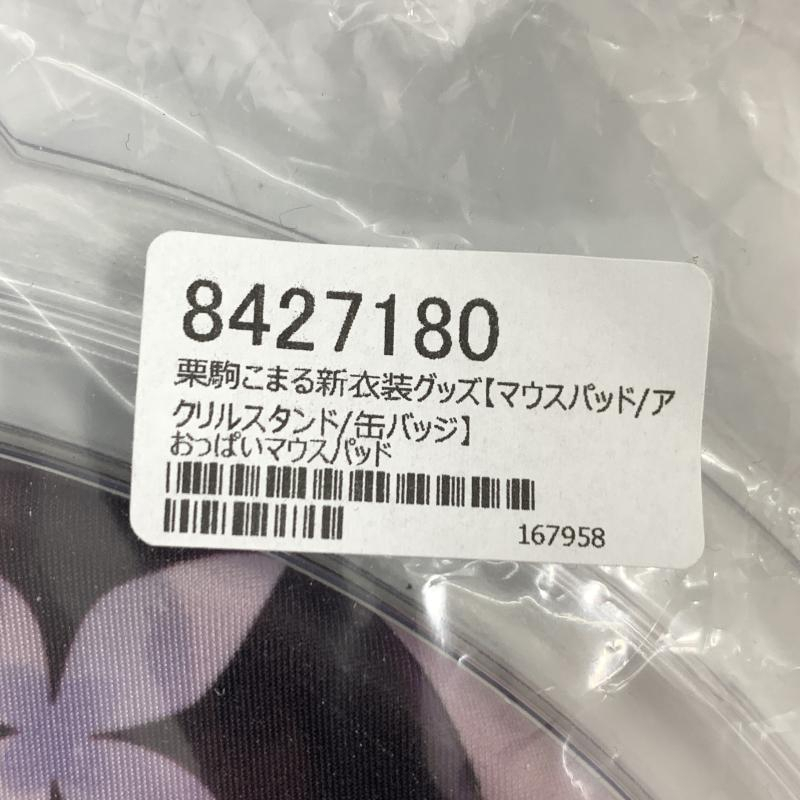 8427180
栗駒こまる新衣装グッズ【マウスパッド/ア
クリルスタンド/缶バッジ】
おっぱいマウスパッド
167958